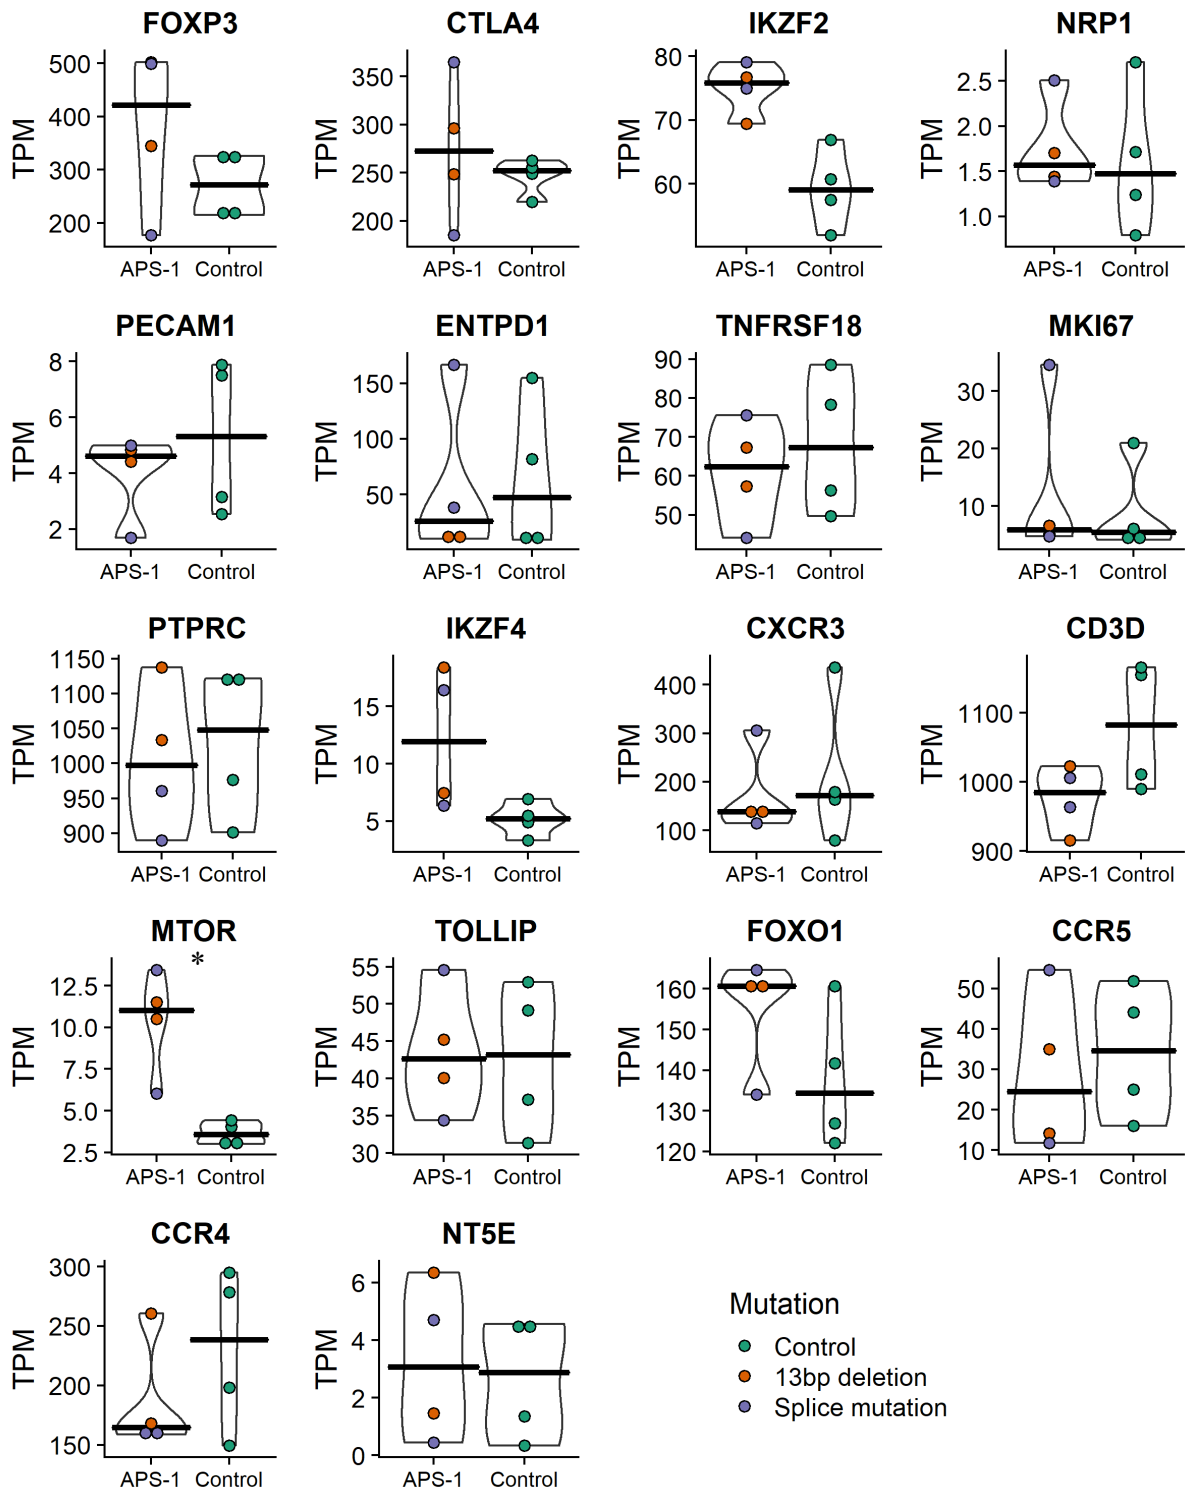 FOXP3 CTLA4 IKZF2 NRP1
TPM 500 400 300 200 APS-1 Control
TPM 350 300 250 200 APS-1 Control
TPM 80 70 60 APS-1 Control
TPM 2.5 2.0 1.5 1.0 APS-1 Control
PECAM1 ENTPD1 TNFRSF18 MKI67
TPM 8 6 4 2 APS-1 Control
TPM 150 100 50 APS-1 Control
TPM 90 80 70 60 50 APS-1 Control
TPM 30 20 10 APS-1 Control
PTPRC IKZF4 CXCR3 CD3D
TPM 1150 1100 1050 1000 950 900 APS-1 Control
TPM 15 10 5 APS-1 Control
TPM 400 300 200 100 APS-1 Control
TPM 1100 1000 900 APS-1 Control
MTOR TOLLIP FOXO1 CCR5
TPM 12.5 10.0 7.5 5.0 2.5 * APS-1 Control
TPM 55 50 45 40 35 30 APS-1 Control
TPM 160 150 140 130 120 APS-1 Control
TPM 50 40 30 20 10 APS-1 Control
CCR4 NT5E
TPM 300 250 200 150 APS-1 Control
TPM 6 4 2 0 APS-1 Control
Mutation
Control
13bp deletion
Splice mutation